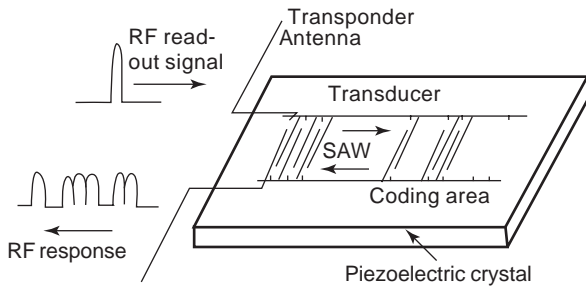 Transponder
Antenna
RF read-
out signal
Transducer
SAW
Coding area
RF response
Piezoelectric crystal